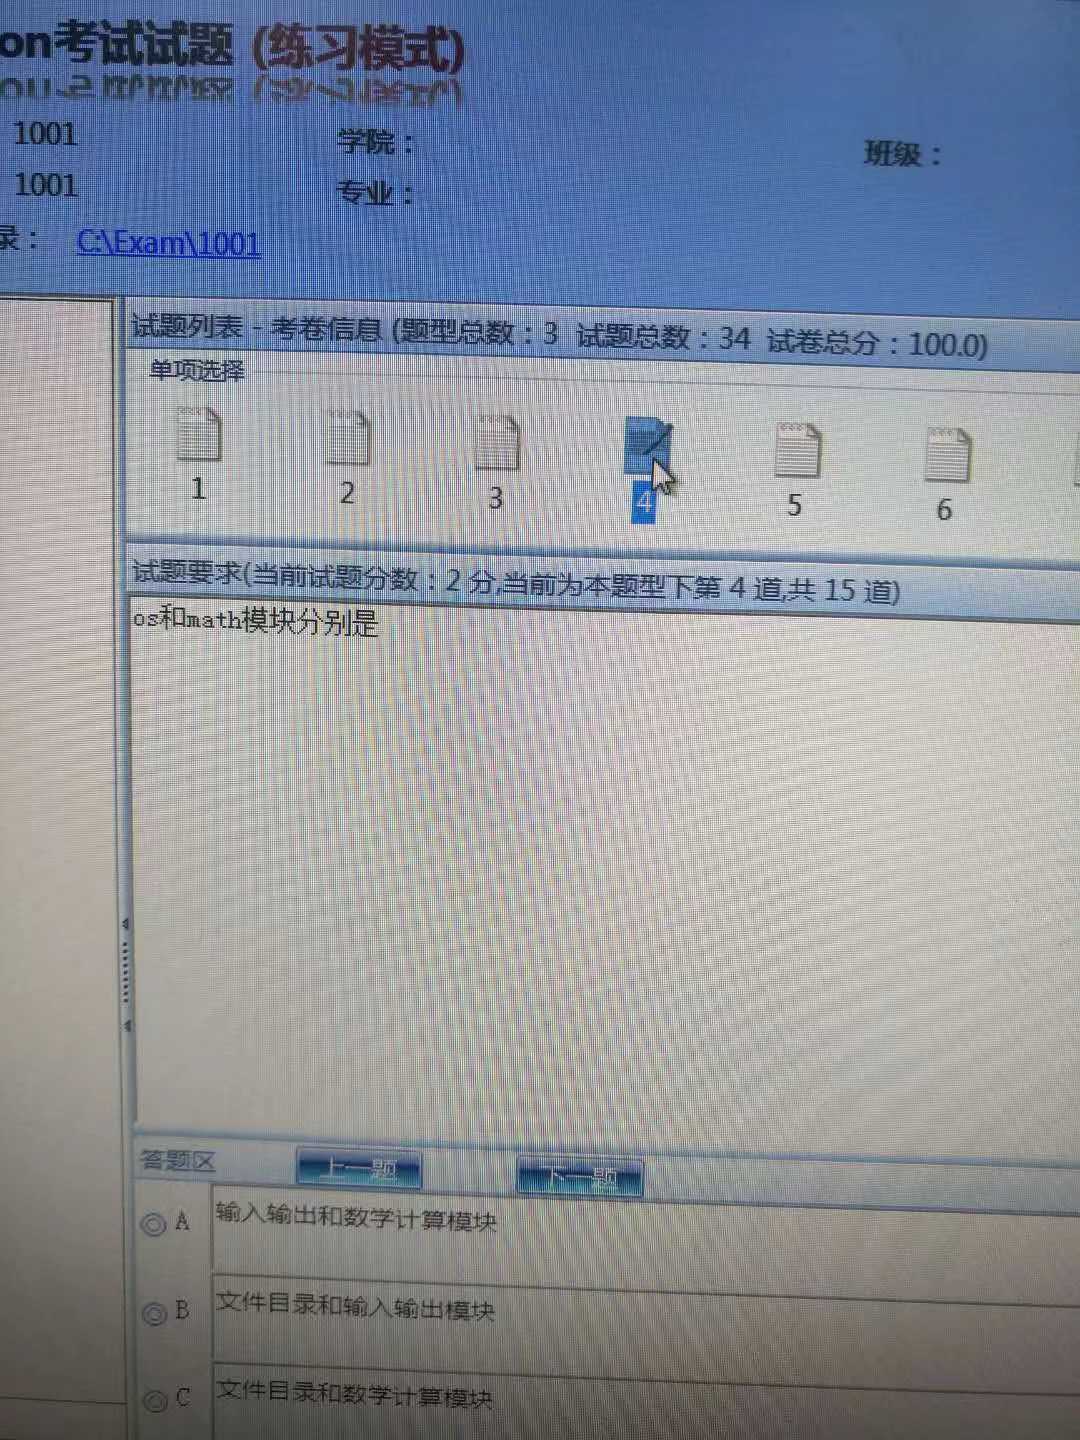 on考试试题 (练习模式)
1001 学院： 班级：
1001 专业：
录： C:\Exam\1001
试题列表 - 考卷信息 (题型总数：3 试题总数：34 试卷总分：100.0)
单项选择
1 2 3 4 5 6
试题要求(当前试题分数：2 分,当前为本题型下第 4 道,共 15 道)
os和math模块分别是
答题区 上一题 下一题
A 输入输出和数学计算模块
B 文件目录和输入输出模块
C 文件目录和数学计算模块